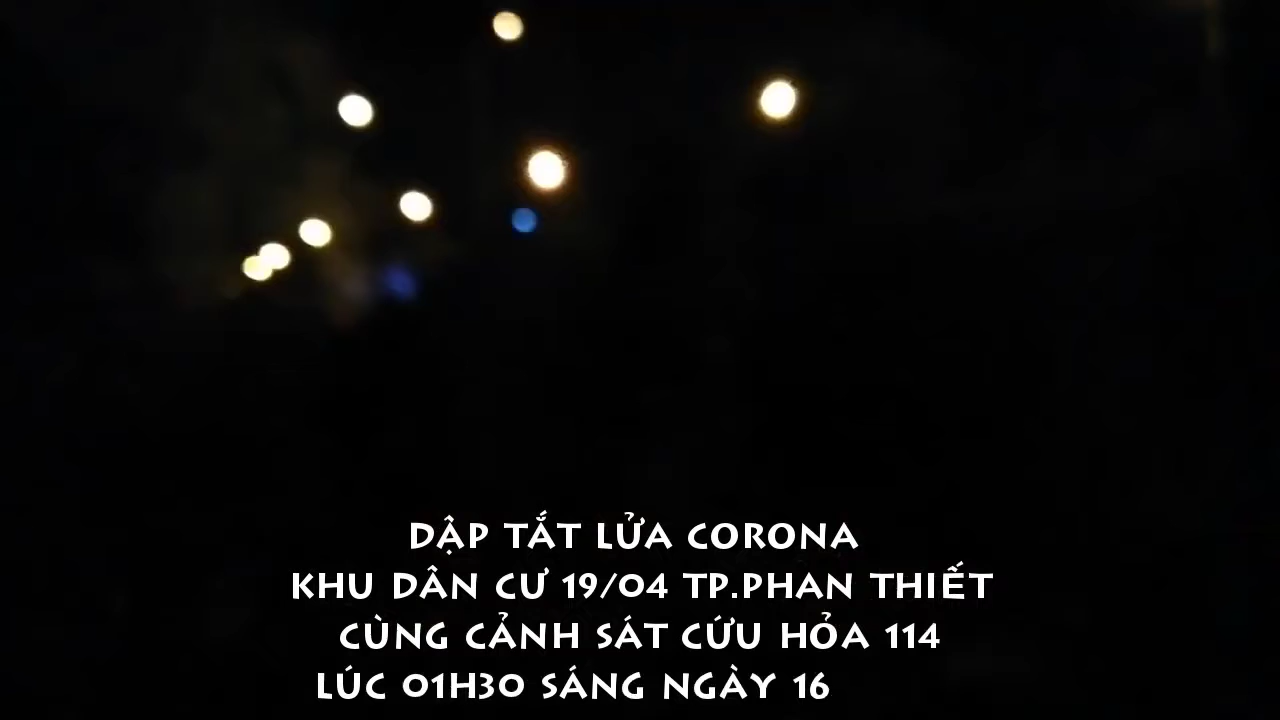 DẬP TẮT LỬA CORONA
KHU DÂN CƯ 19/04 TP.PHAN THIẾT
CÙNG CẢNH SÁT CỨU HỎA 114
LÚC 01H30 SÁNG NGÀY 16